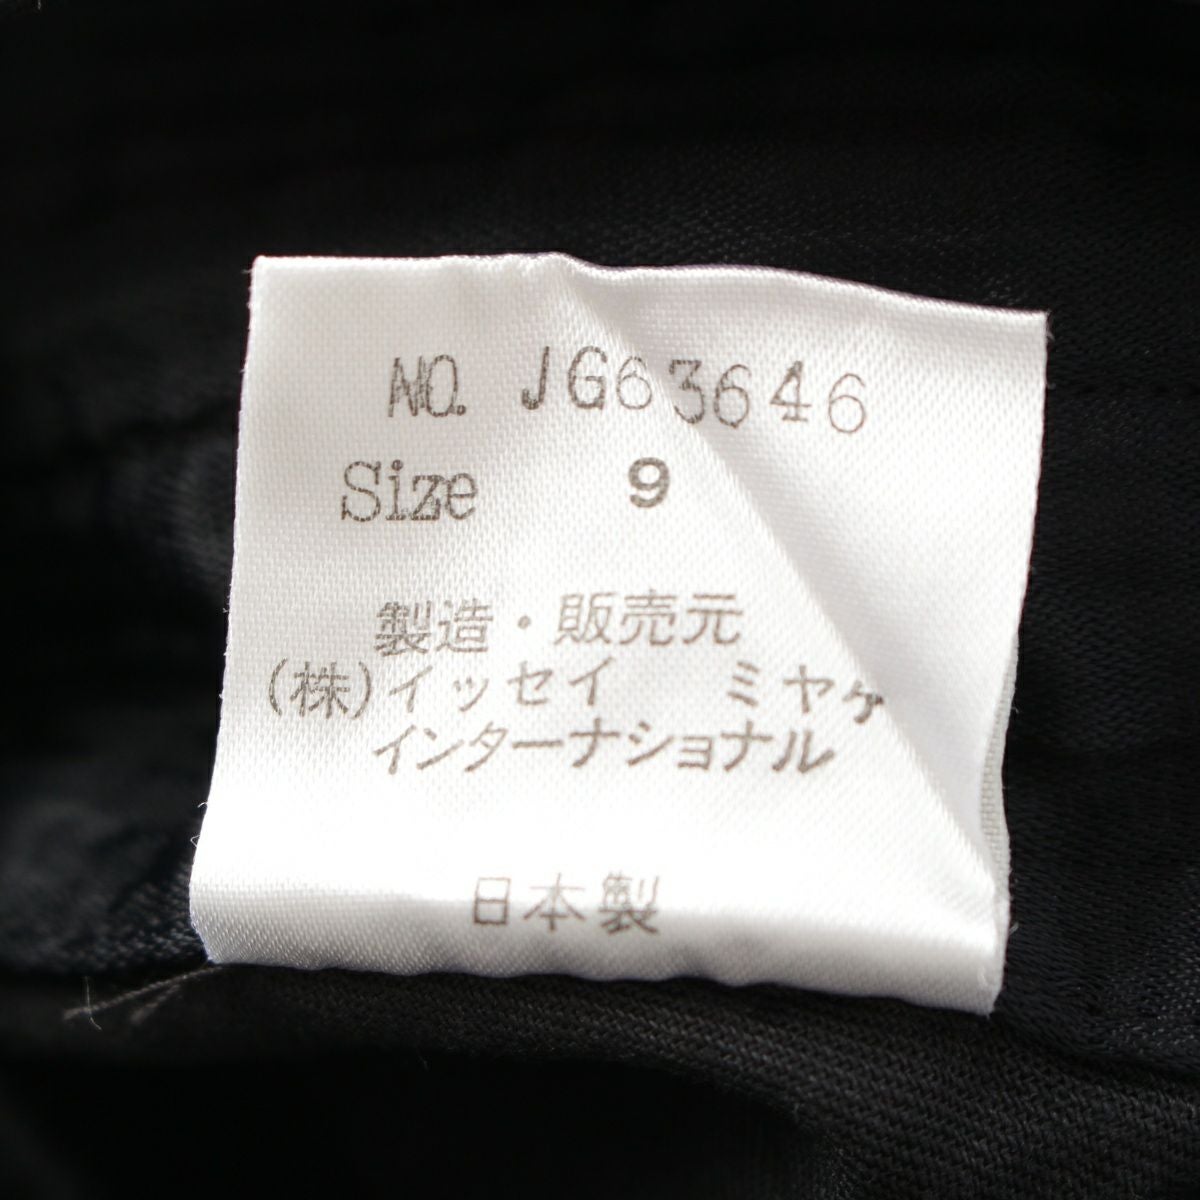 NO. JG63646
Size 9
製造・販売元
(株)イッセイ ミヤケ
インターナショナル
日本製